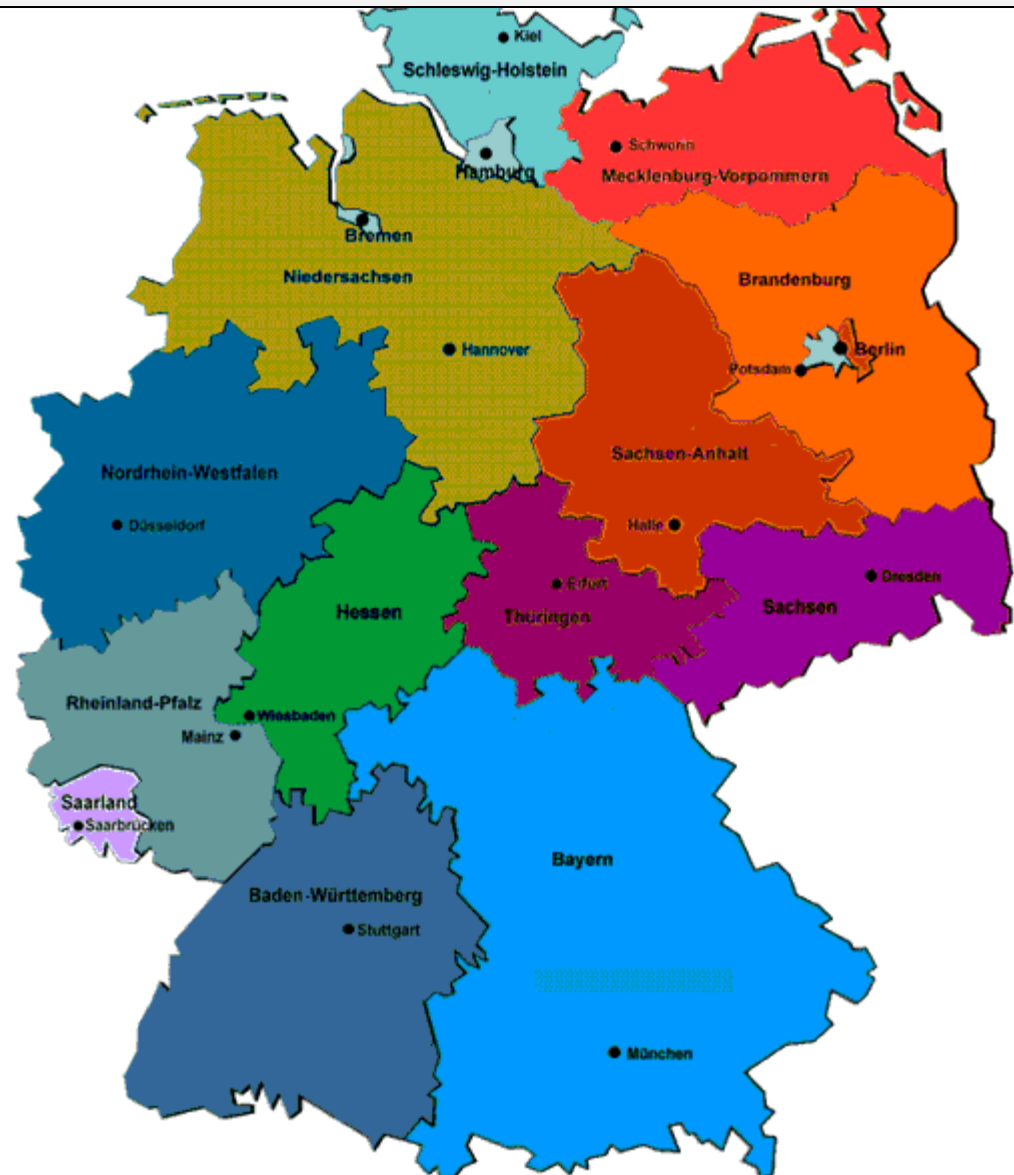 Kiel
Schleswig-Holstein
Schwerin
Hamburg
Mecklenburg-Vorpommern
Bremen
Niedersachsen
Brandenburg
Hannover
Berlin
Potsdam
Sachsen-Anhalt
Nordrhein-Westfalen
Düsseldorf
Halle
Dresden
Erfurt
Hessen
Thüringen
Sachsen
Rheinland-Pfalz
Wiesbaden
Mainz
Saarland
Saarbrücken
Bayern
Baden-Württemberg
Stuttgart
München